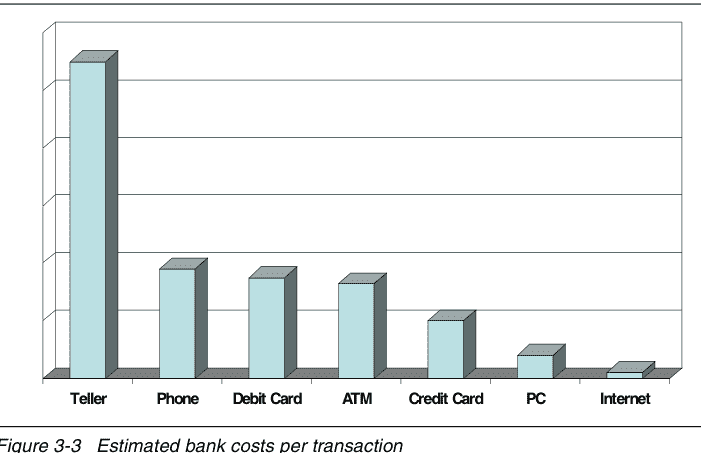 Teller Phone Debit Card ATM Credit Card PC Internet
Figure 3-3 Estimated bank costs per transaction